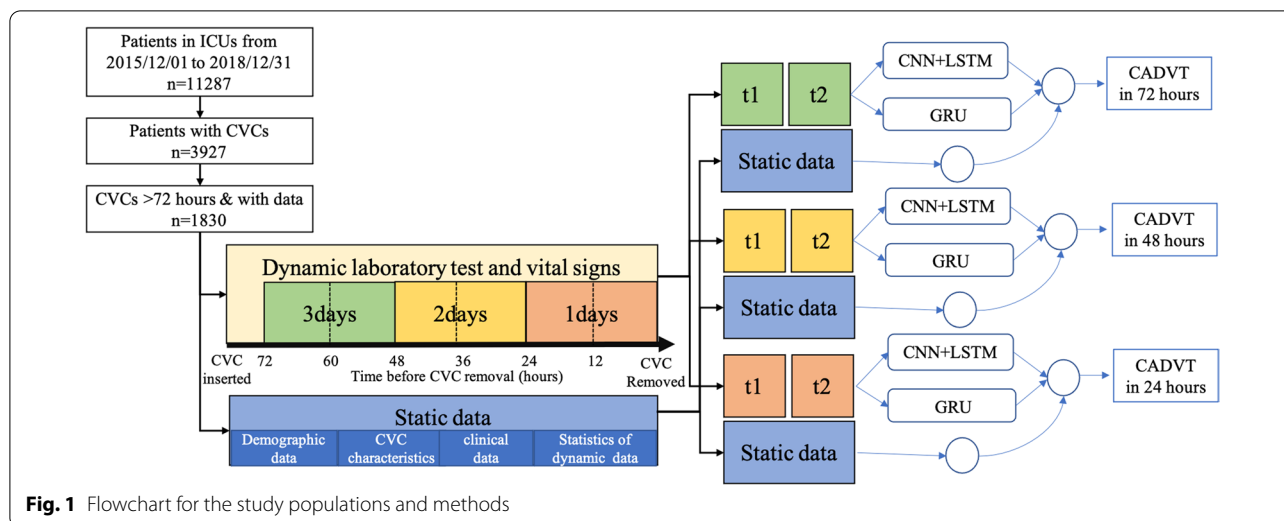 Patients in ICUs from
2015/12/01 to 2018/12/31
n=11287
Patients with CVCs
n=3927
CVCs >72 hours & with data
n=1830
Dynamic laboratory test and vital signs
3days
2days
1days
CVC
inserted
72
60
48
36
24
12
CVC
Removed
Time before CVC removal (hours)
Static data
Demographic
data
CVC
characteristics
clinical
data
Statistics of
dynamic data
t1
t2
CNN+LSTM
GRU
Static data
CADVT
in 72 hours
t1
t2
CNN+LSTM
GRU
Static data
CADVT
in 48 hours
t1
t2
CNN+LSTM
GRU
Static data
CADVT
in 24 hours
Fig. 1 Flowchart for the study populations and methods